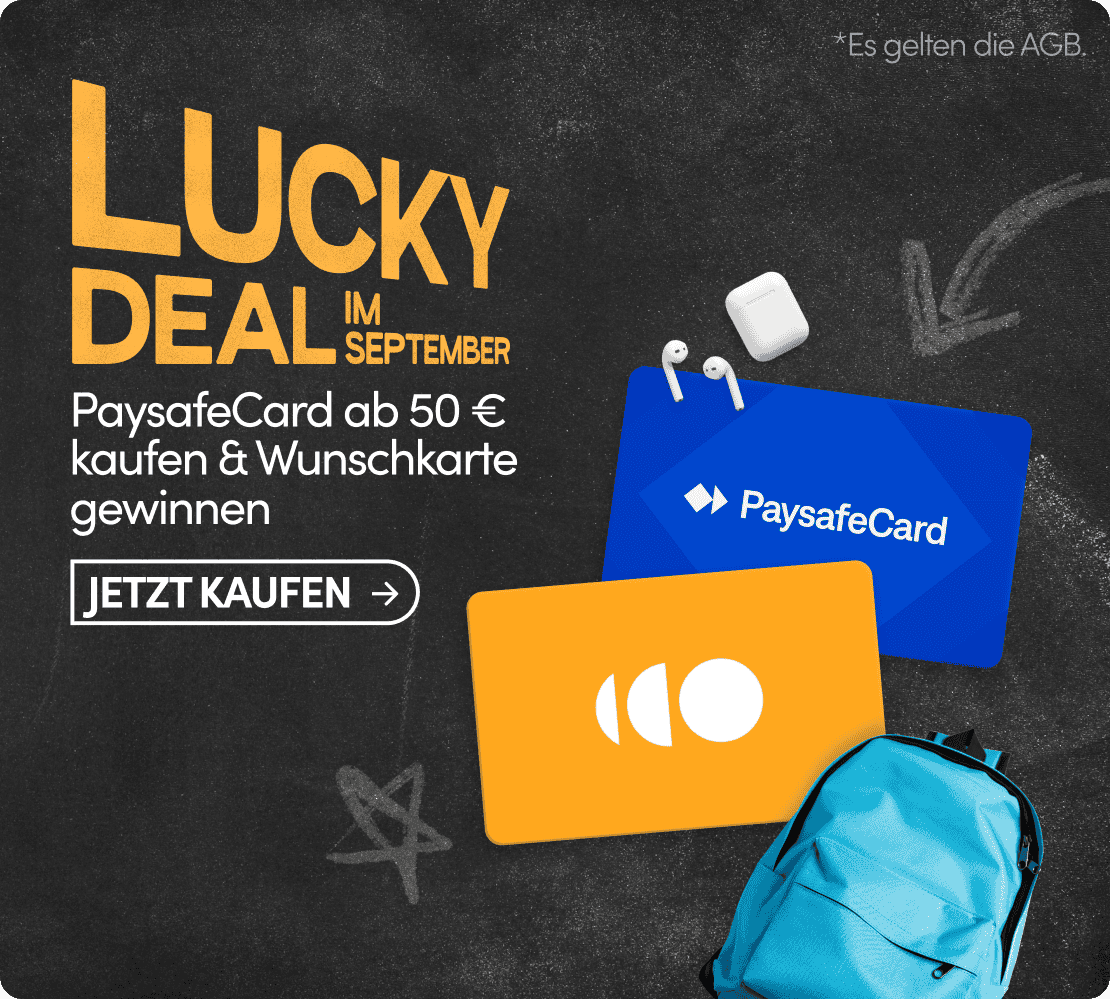 *Es gelten die AGB.
LUCKY
DEAL IM
SEPTEMBER
PaysafeCard ab 50 €
kaufen & Wunschkarte
gewinnen
JETZT KAUFEN →
PaysafeCard